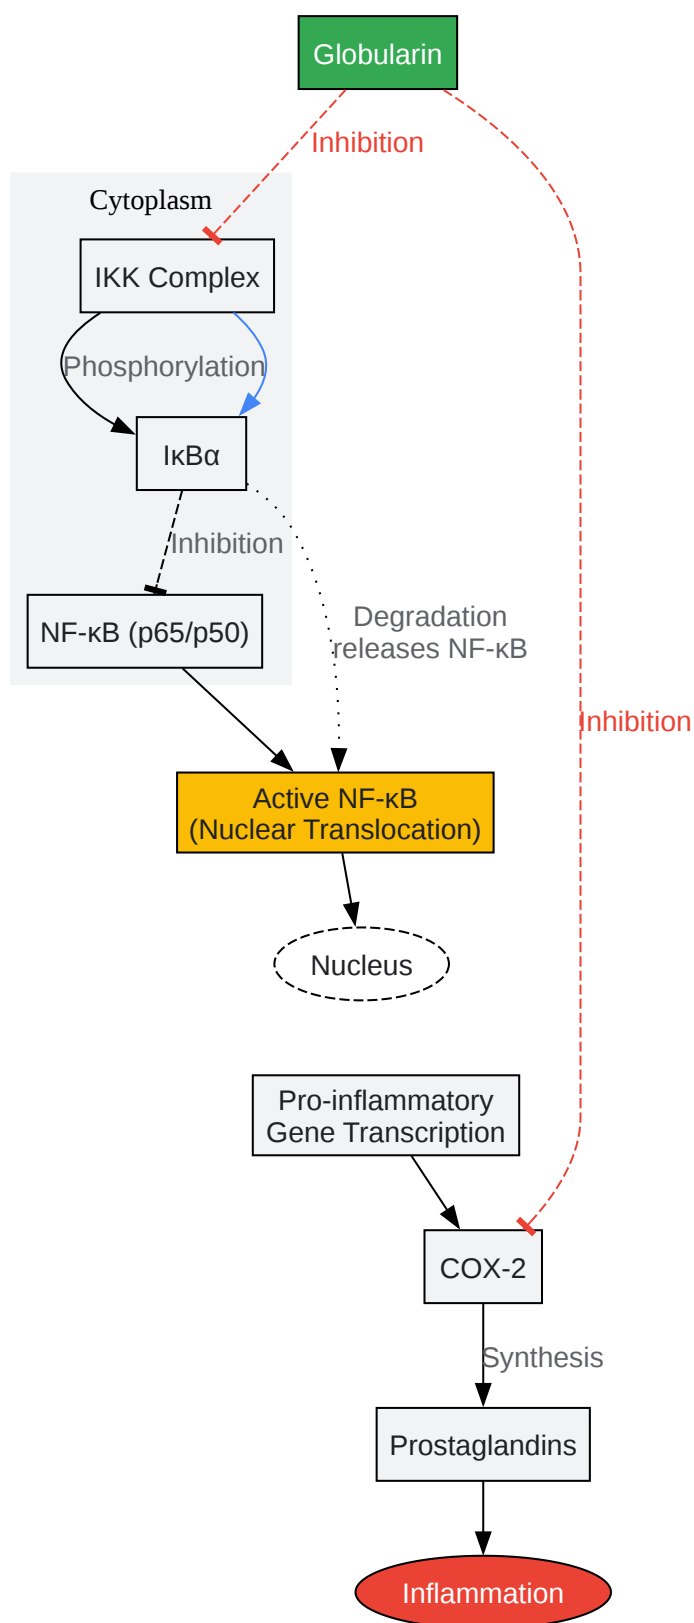 Globularin
Inhibition
Cytoplasm
IKK Complex
Phosphorylation
IκBα
Inhibition
NF-κB (p65/p50)
Degradation
releases NF-κB
Inhibition
Active NF-κB
(Nuclear Translocation)
Nucleus
Pro-inflammatory
Gene Transcription
COX-2
Synthesis
Prostaglandins
Inflammation